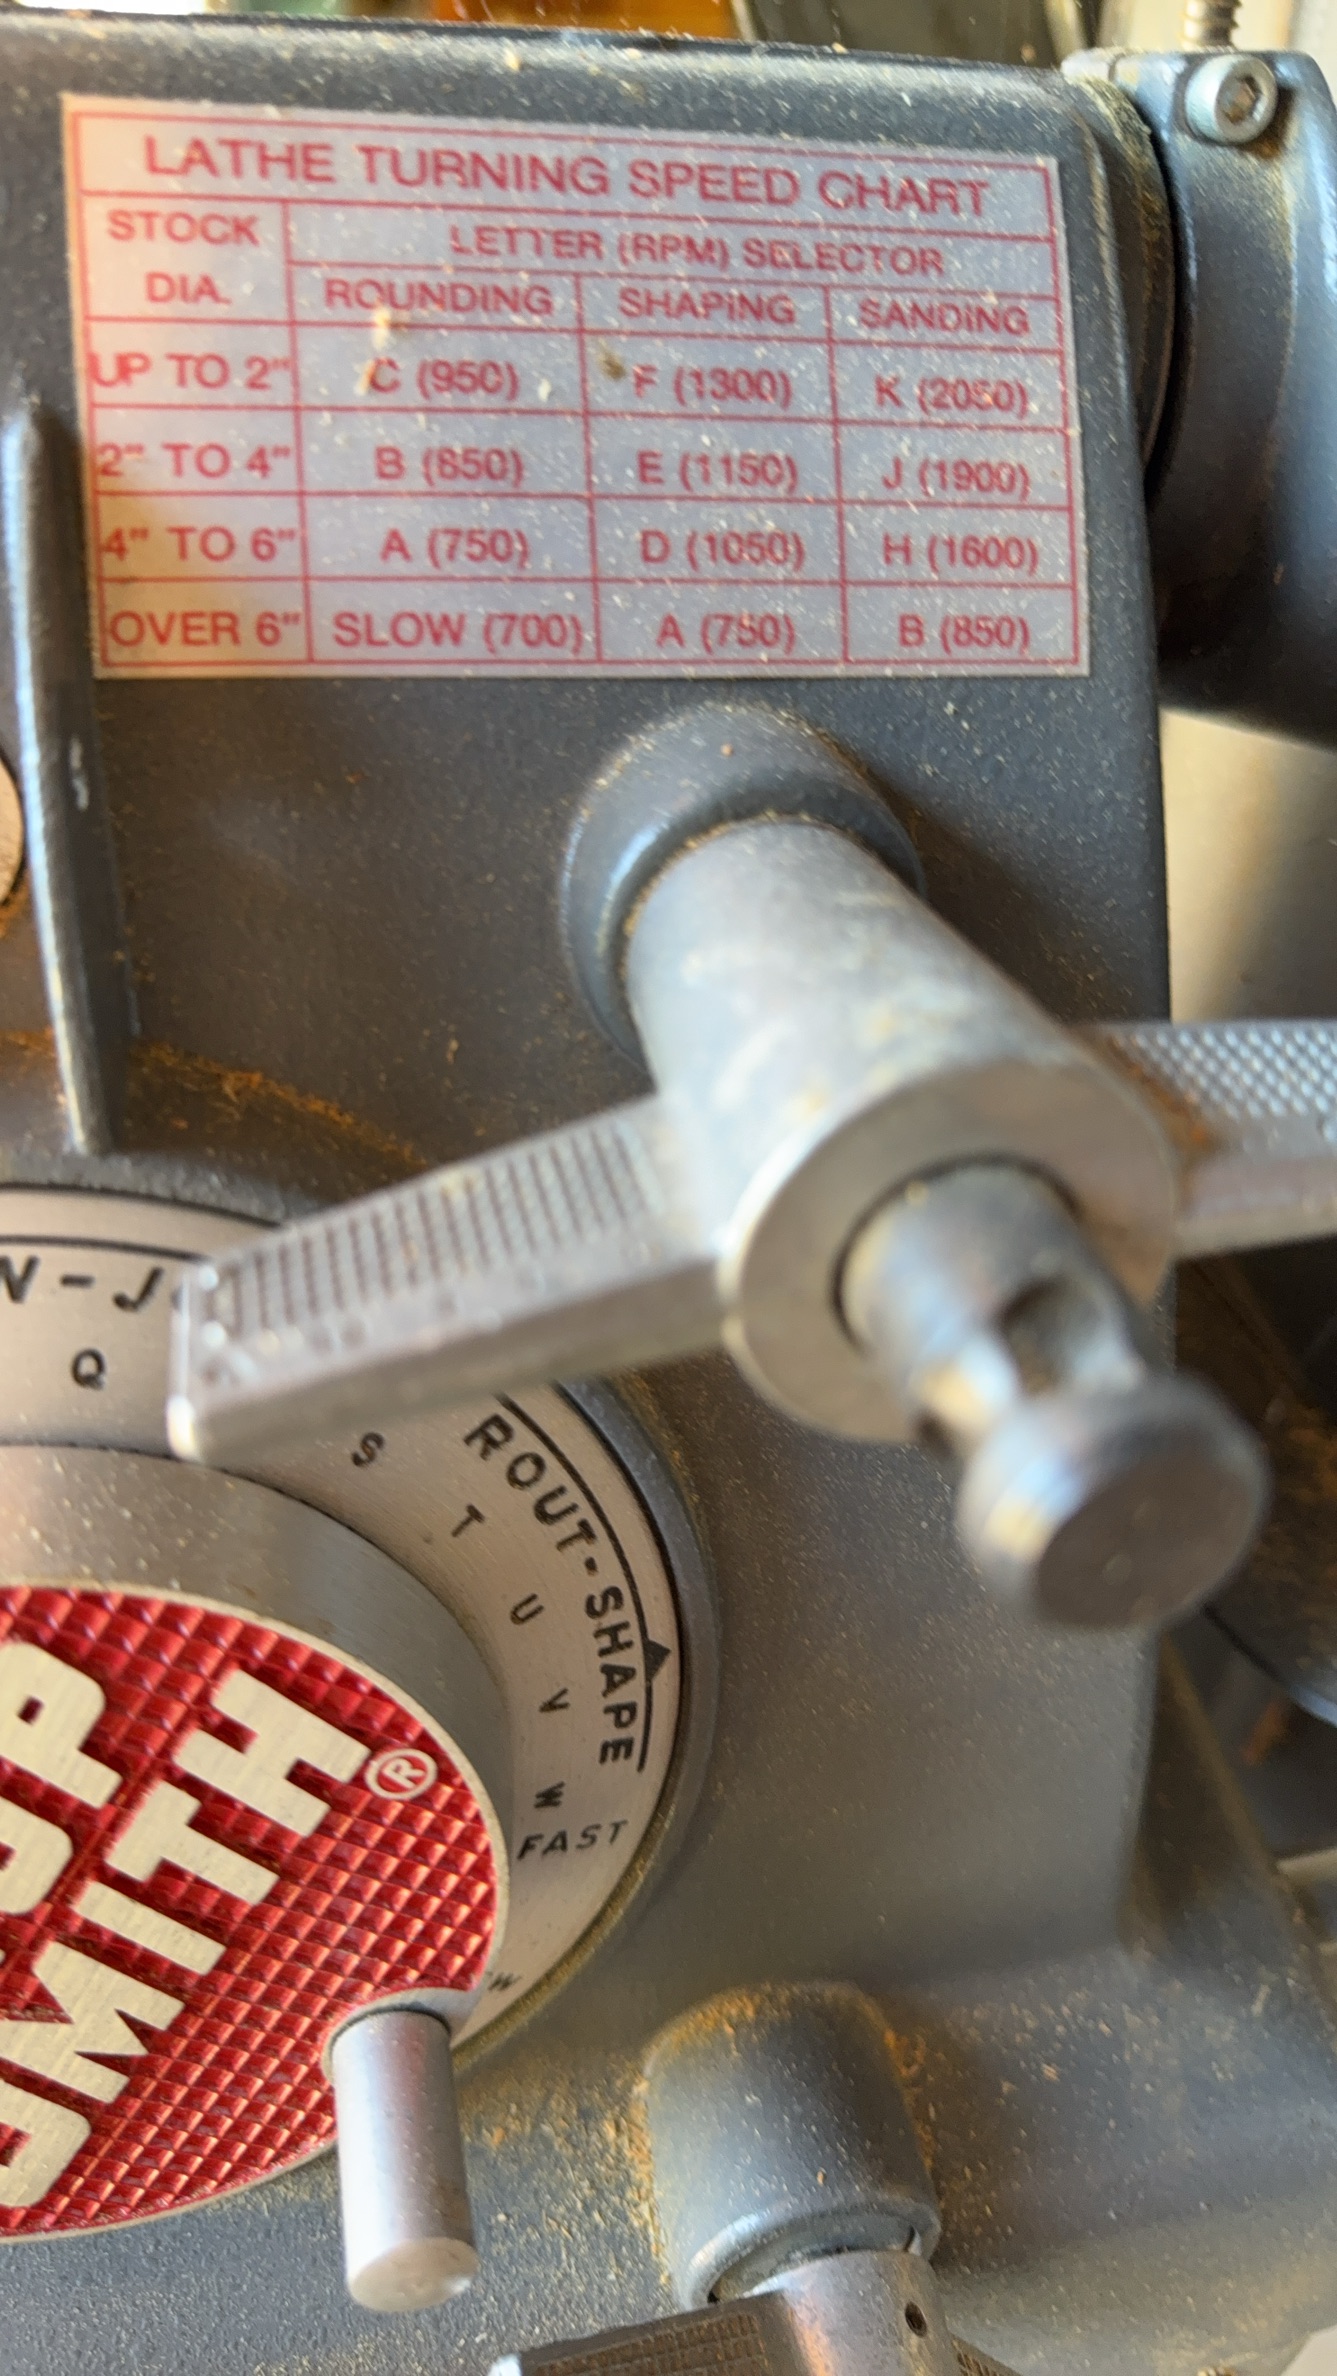 LATHE TURNING SPEED CHART
STOCK DIA.
LETTER (RPM) SELECTOR
ROUNDING SHAPING SANDING
UP TO 2" C (950) F (1300) K (2050)
2" TO 4" B (850) E (1150) J (1900)
4" TO 6" A (750) D (1050) H (1600)
OVER 6" SLOW (700) A (750) B (850)
Q
S
T
U
V
W
FAST
ROUT-SHAPE
SMITH®